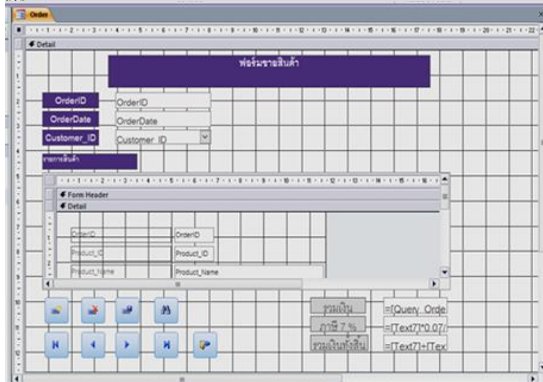 Order
Detail
ฟอร์มขายสินค้า
OrderID OrderID
OrderDate OrderDate
Customer_ID Customer_ID
รายการสินค้า
Form Header
Detail
OrderID OrderID
Product_ID Product_ID
Product_Name Product_Name
รวมเงิน =[Query_Orde
ภาษี 7 % =[Text7]*0.07/
รวมเงินทั้งสิ้น =[Text7]+[Tex